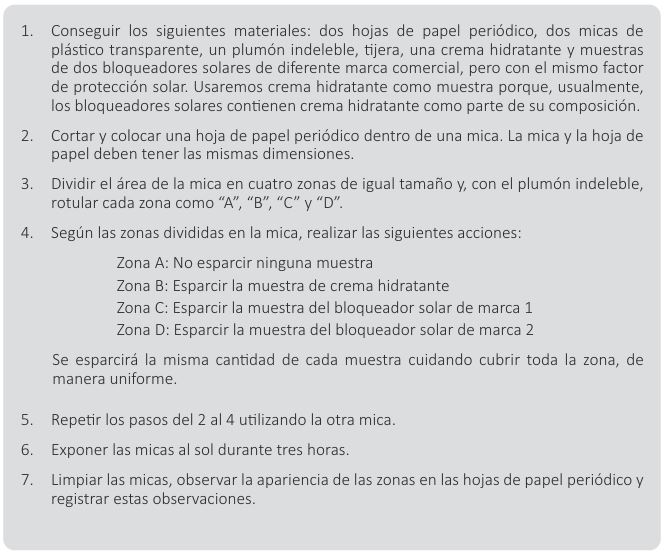 1. Conseguir los siguientes materiales: dos hojas de papel periódico, dos micas de
plástico transparente, un plumón indeleble, tijera, una crema hidratante y muestras
de dos bloqueadores solares de diferente marca comercial, pero con el mismo factor
de protección solar. Usaremos crema hidratante como muestra porque, usualmente,
los bloqueadores solares contienen crema hidratante como parte de su composición.
2. Cortar y colocar una hoja de papel periódico dentro de una mica. La mica y la hoja de
papel deben tener las mismas dimensiones.
3. Dividir el área de la mica en cuatro zonas de igual tamaño y, con el plumón indeleble,
rotular cada zona como “A”, “B”, “C” y “D”.
4. Según las zonas divididas en la mica, realizar las siguientes acciones:
Zona A: No esparcir ninguna muestra
Zona B: Esparcir la muestra de crema hidratante
Zona C: Esparcir la muestra del bloqueador solar de marca 1
Zona D: Esparcir la muestra del bloqueador solar de marca 2
Se esparcirá la misma cantidad de cada muestra cuidando cubrir toda la zona, de
manera uniforme.
5. Repetir los pasos del 2 al 4 utilizando la otra mica.
6. Exponer las micas al sol durante tres horas.
7. Limpiar las micas, observar la apariencia de las zonas en las hojas de papel periódico y
registrar estas observaciones.